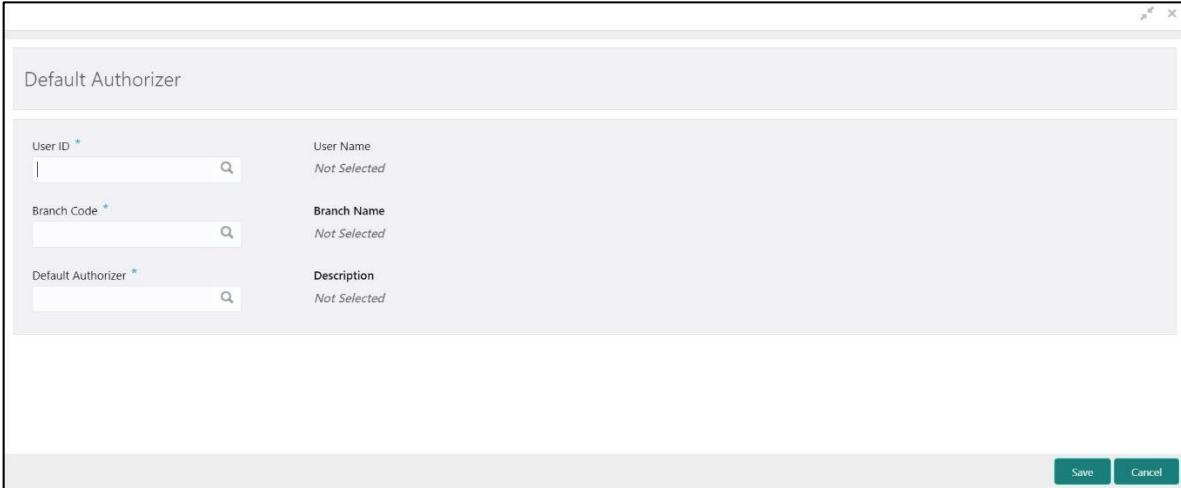 Default Authorizer
User ID * User Name
Not Selected
Branch Code * Branch Name
Not Selected
Default Authorizer * Description
Not Selected
Save Cancel